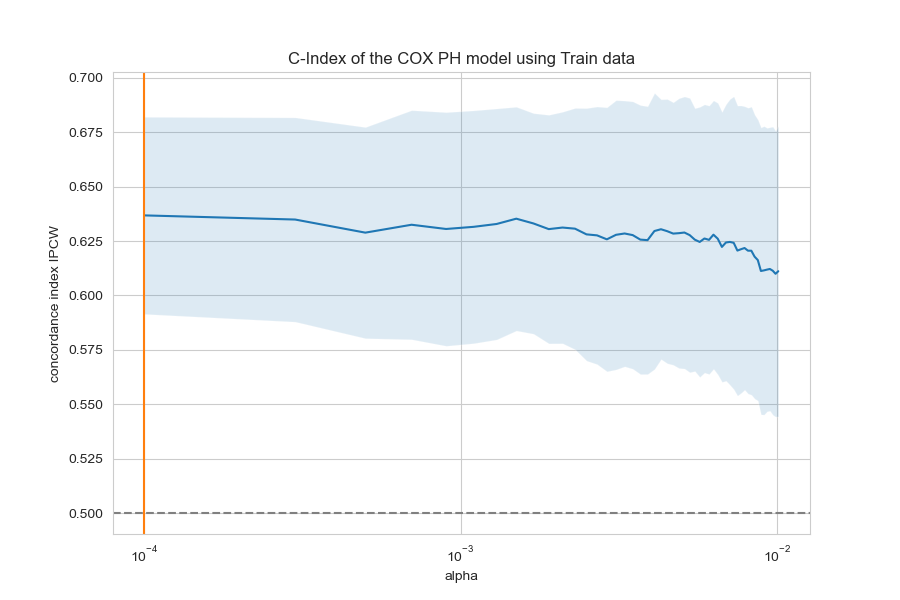 C-Index of the COX PH model using Train data
0.700
0.675
0.650
0.625
0.600
0.575
0.550
0.525
0.500
concordance index IPCW
10⁻⁴ 10⁻³ 10⁻²
alpha